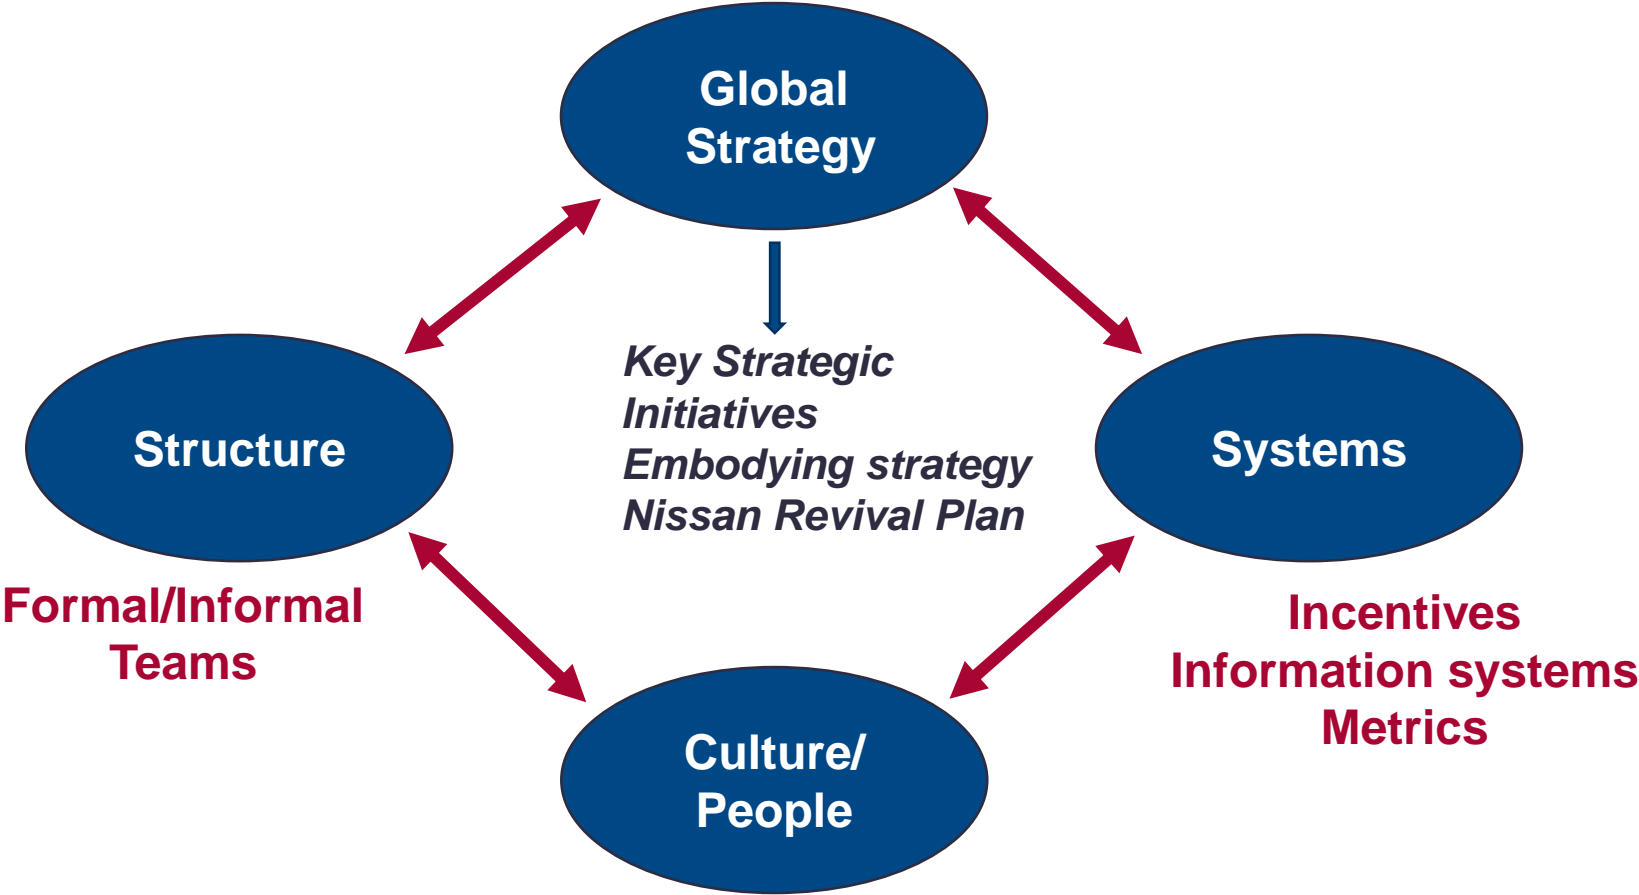 Global
Strategy
Key Strategic
Initiatives
Embodying strategy
Nissan Revival Plan
Structure
Systems
Formal/Informal
Teams
Incentives
Information systems
Metrics
Culture/
People